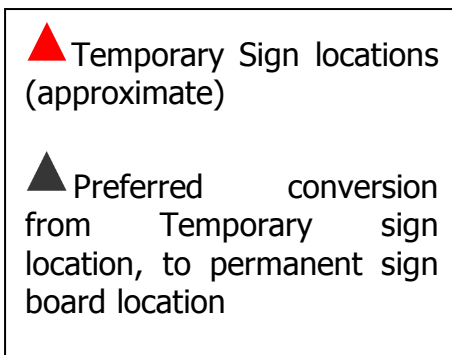 Temporary Sign locations
(approximate)
Preferred conversion
from Temporary sign
location, to permanent sign
board location